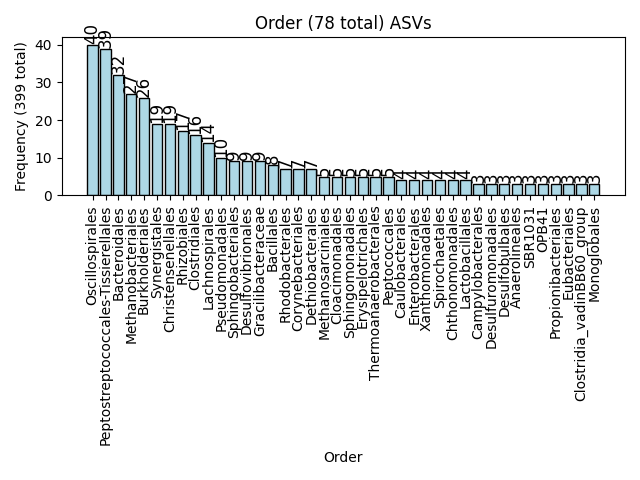 Order (78 total) ASVs
Frequency (399 total)
40
30
20
10
0
40
39
32
27
26
19
19
17
16
14
10
9
9
9
8
7
7
7
5
5
5
5
5
5
4
4
4
4
4
4
3
3
3
3
3
3
3
3
3
3
Oscillospirales
Peptostreptococcales-Tissierellales
Bacteroidales
Methanobacteriales
Burkholderiales
Synergistales
Christensenellales
Rhizobiales
Clostridiales
Lachnospirales
Pseudomonadales
Sphingobacteriales
Desulfovibrionales
Gracilibacteraceae
Bacillales
Rhodobacterales
Corynebacteriales
Dethiobacterales
Methanosarciniales
Cloacimonadales
Sphingomonadales
Erysipelotrichales
Thermoanaerobacterales
Peptococcales
Caulobacterales
Enterobacterales
Xanthomonadales
Spirochaetales
Chthonomonadales
Lactobacillales
Campylobacterales
Desulfuromonadales
Desulfobulbales
Anaerolineales
SBR1031
OPB41
Propionibacteriales
Eubacteriales
Clostridia_vadinBB60_group
Monoglobales
Order